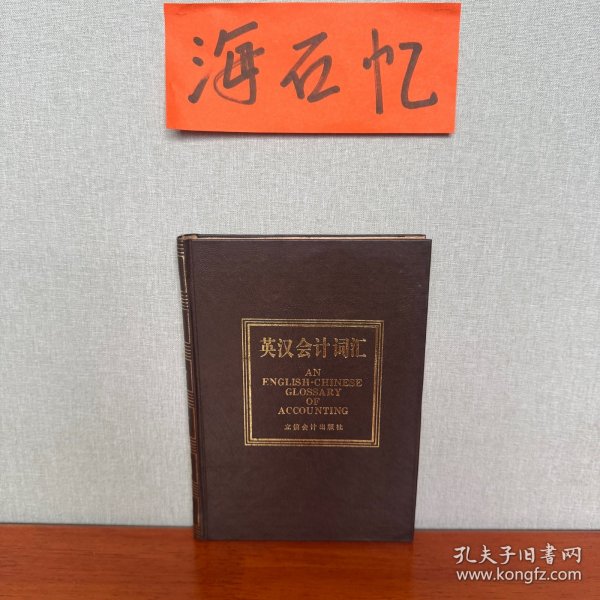 海石忆
英汉会计词汇
AN
ENGLISH-CHINESE
GLOSSARY
OF
ACCOUNTING
立信会计出版社
孔夫子旧书网
www.kongfz.com